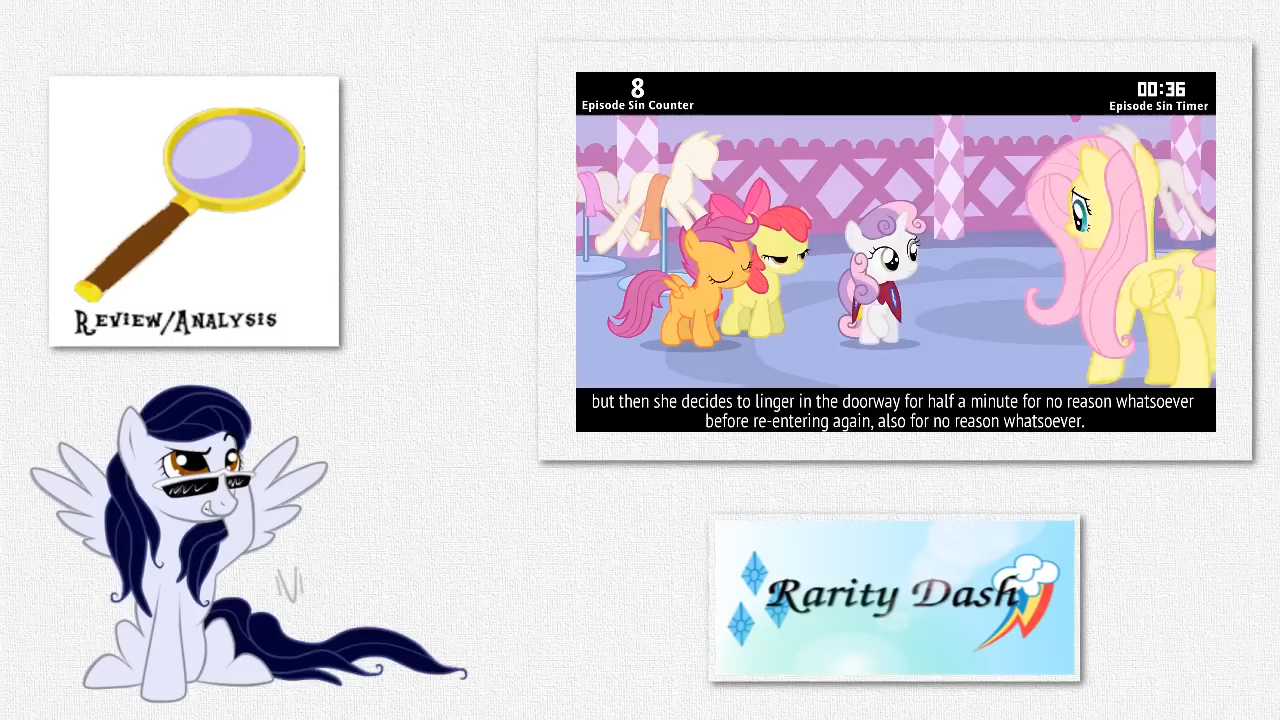 8
Episode Sin Counter
00:36
Episode Sin Timer
but then she decides to linger in the doorway for half a minute for no reason whatsoever
before re-entering again, also for no reason whatsoever.
Review/Analysis
Rarity Dash